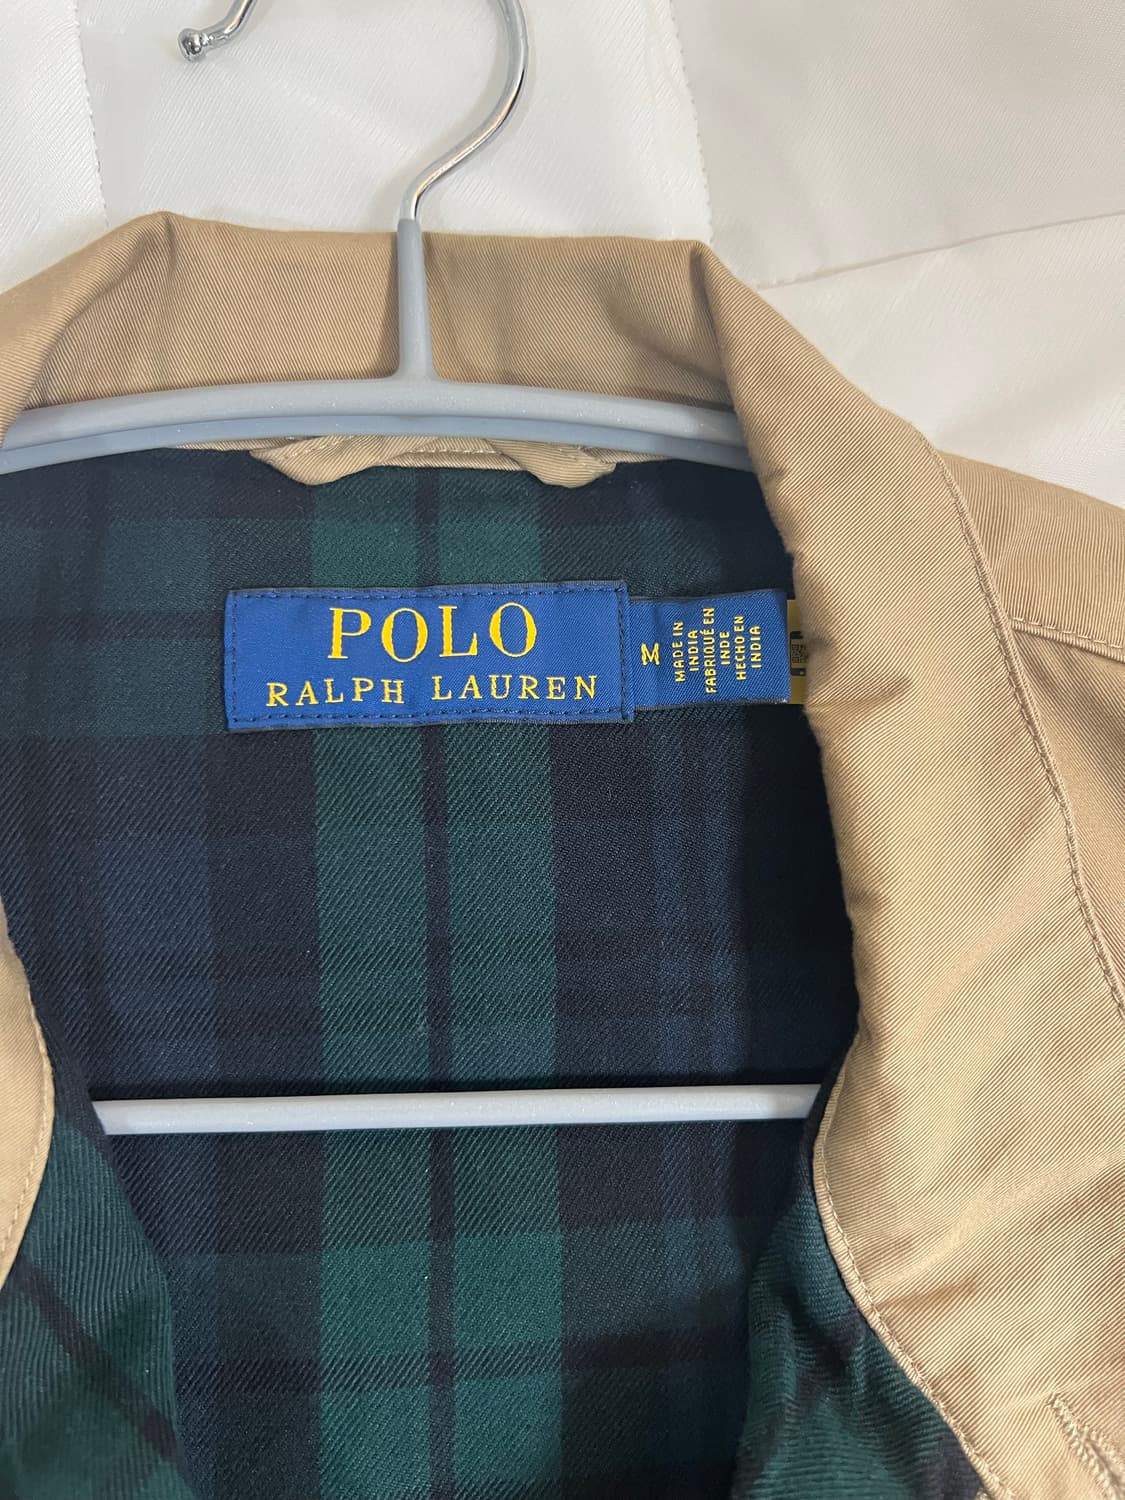 POLO
RALPH LAUREN
M
MADE IN
INDIA
FABRIQUÉ EN
INDE
HECHO EN
INDIA